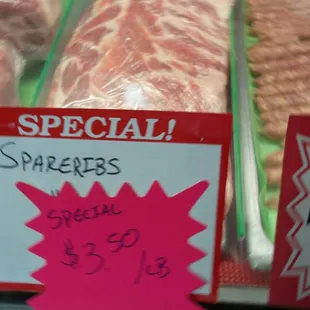 SPECIAL!
SPARERIBS
SPECIAL
$3.50
/LB